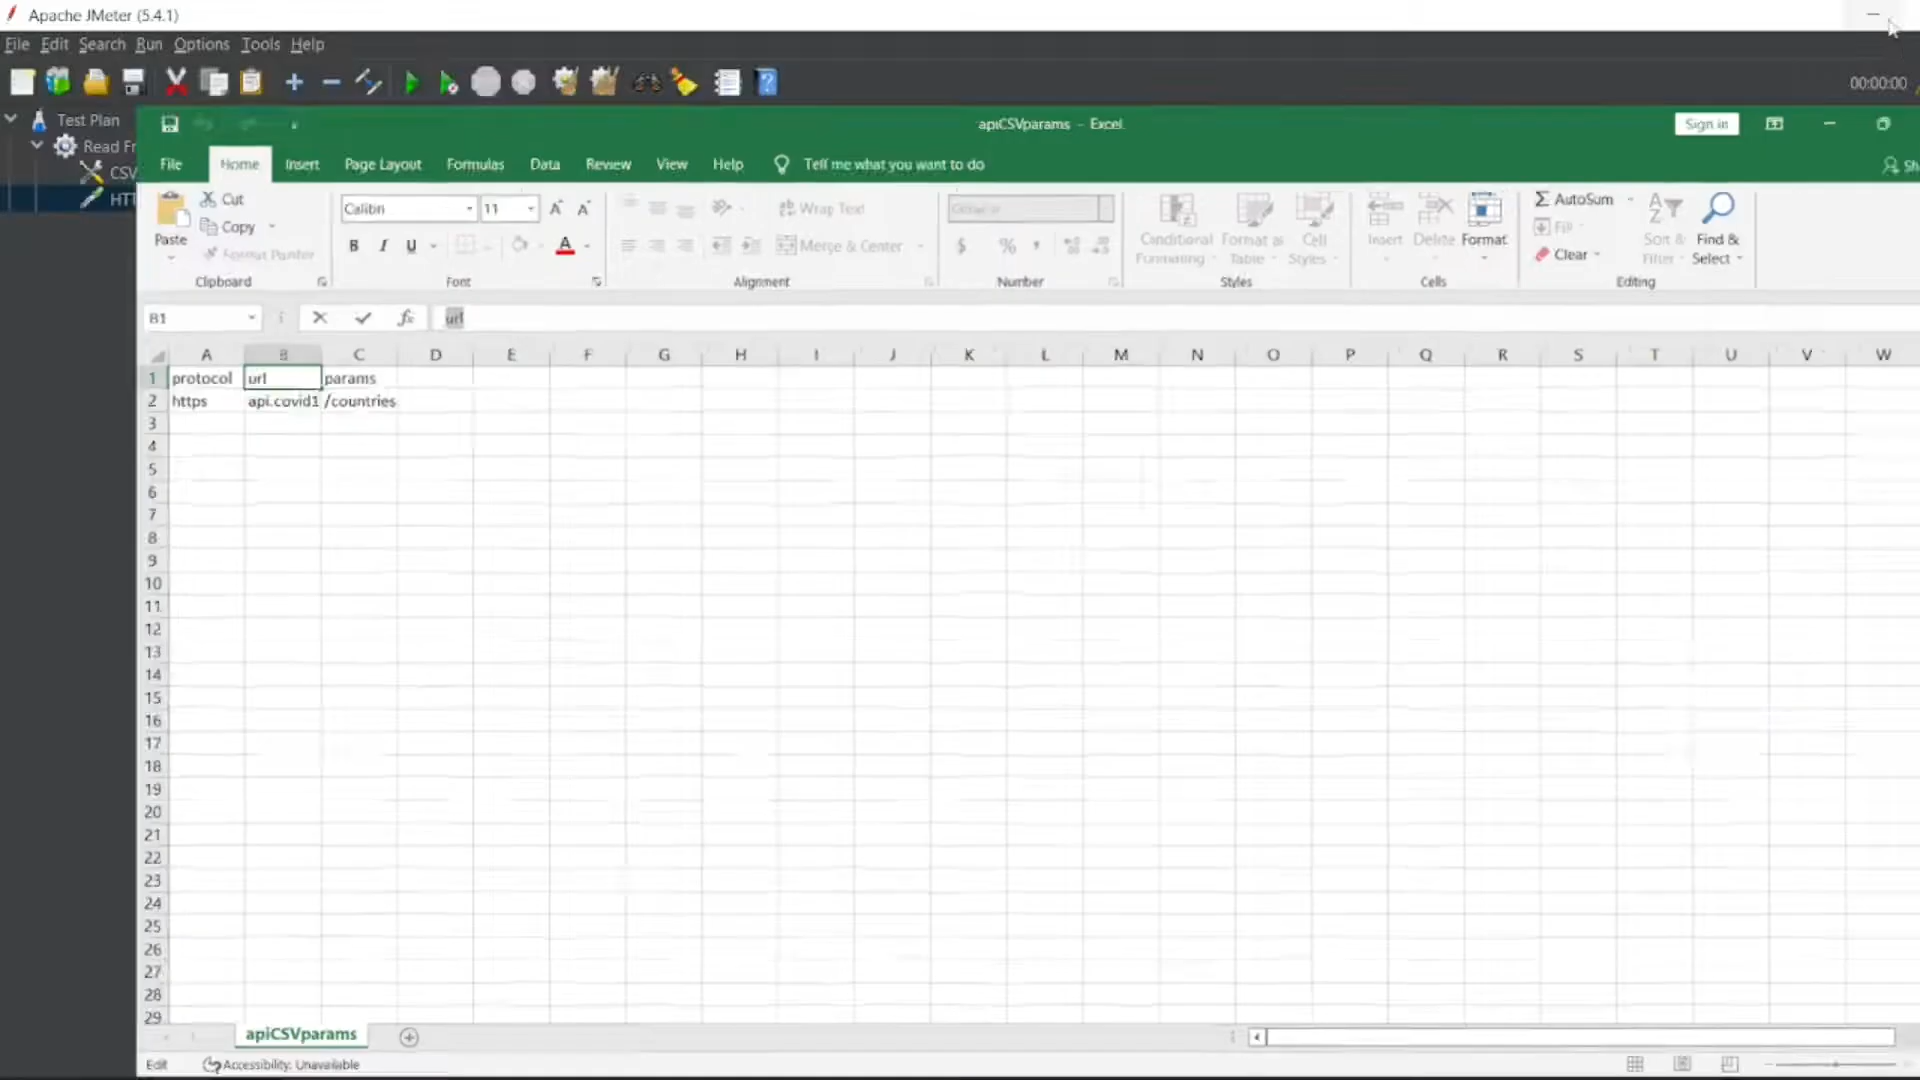 Apache JMeter (5.4.1)
File Edit Search Run Options Tools Help
00:00:00
Test Plan
Read Fr
CSV
HTT
apiCSVparams - Excel
Sign in
File Home Insert Page Layout Formulas Data Review View Help Tell me what you want to do
Sh
Paste
Cut
Copy
Format Painter
Clipboard
Calibri 11
B I U
Font
Wrap Text
Merge & Center
Alignment
General
$ % ,
Number
Conditional Formatting
Format as Table
Cell Styles
Styles
Insert Delete Format
Cells
AutoSum
Fill
Clear
Sort & Filter
Find & Select
Editing
B1 fx url
A B C D E F G H I J K L M N O P Q R S T U V W
1 protocol url params
2 https api.covid1 /countries
3
4
5
6
7
8
9
10
11
12
13
14
15
16
17
18
19
20
21
22
23
24
25
26
27
28
29
apiCSVparams
Edit Accessibility: Unavailable